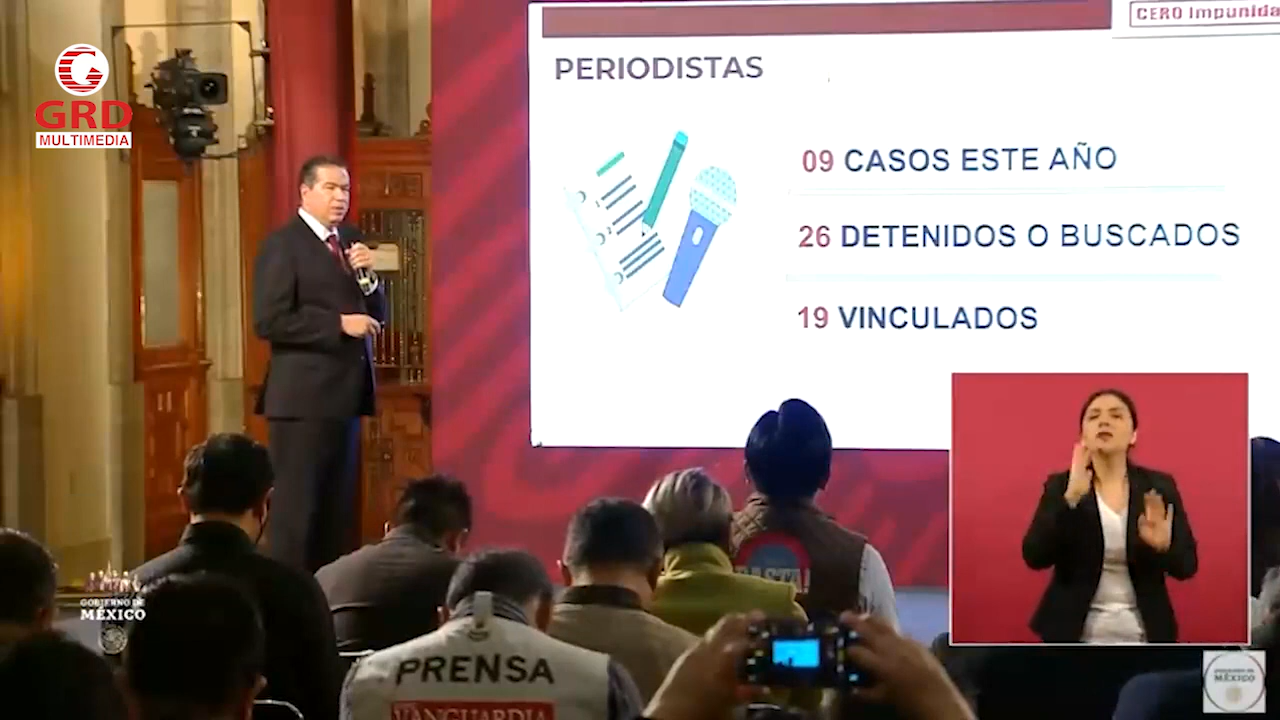 CERO Impunida
PERIODISTAS
09 CASOS ESTE AÑO
26 DETENIDOS O BUSCADOS
19 VINCULADOS
GRD
MULTIMEDIA
GOBIERNO DE
MÉXICO
PRENSA
VANGUARDIA
MÉXICO